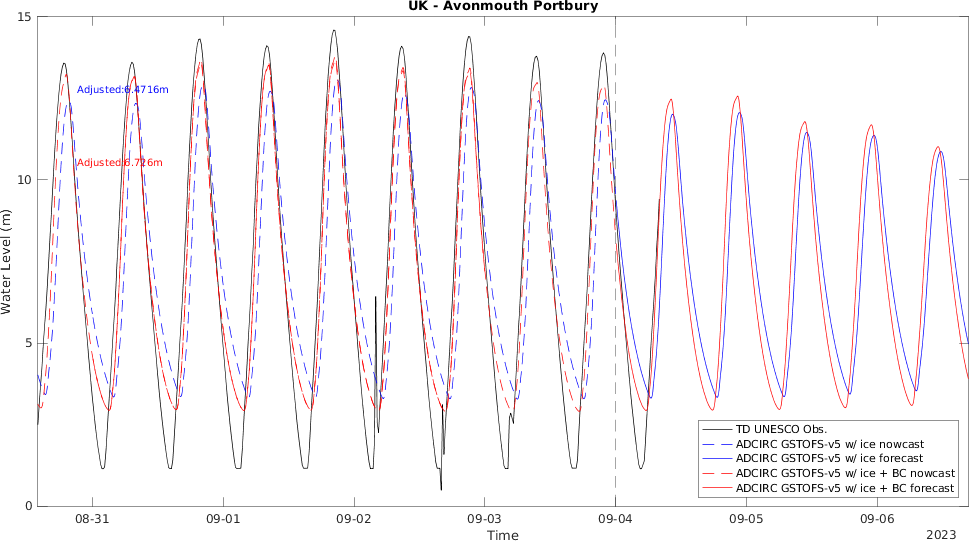 UK - Avonmouth Portbury
Water Level (m)
15
10
5
0
Adjusted:6.4716m
Adjusted:6.726m
TD UNESCO Obs.
ADCIRC GSTOFS-v5 w/ ice nowcast
ADCIRC GSTOFS-v5 w/ ice forecast
ADCIRC GSTOFS-v5 w/ ice + BC nowcast
ADCIRC GSTOFS-v5 w/ ice + BC forecast
08-31 09-01 09-02 09-03 09-04 09-05 09-06
Time
2023